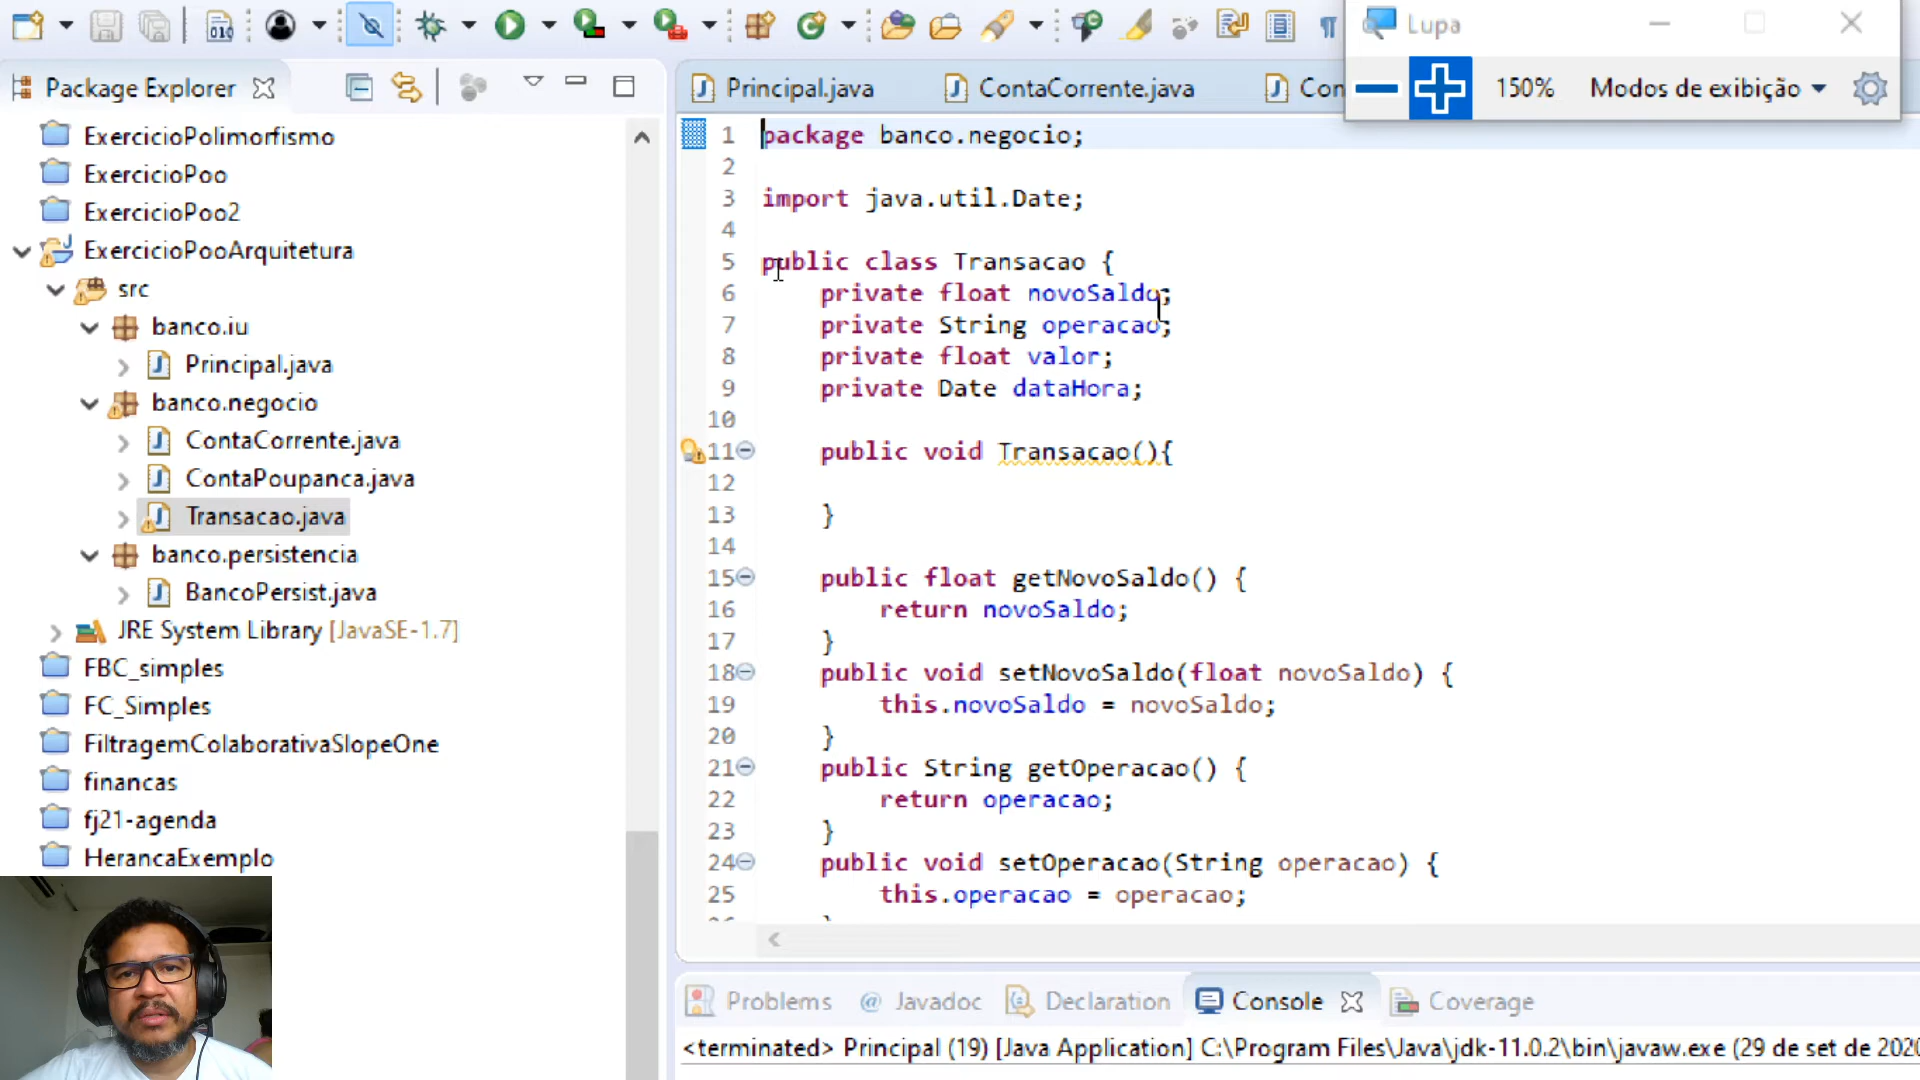 Lupa
150% Modos de exibição
Package Explorer
ExercicioPolimorfismo
ExercicioPoo
ExercicioPoo2
ExercicioPooArquitetura
src
banco.iu
Principal.java
banco.negocio
ContaCorrente.java
ContaPoupanca.java
Transacao.java
banco.persistencia
BancoPersist.java
JRE System Library [JavaSE-1.7]
FBC_simples
FC_Simples
FiltragemColaborativaSlopeOne
financas
fj21-agenda
HerancaExemplo
Principal.java ContaCorrente.java Con
1 package banco.negocio;
2
3 import java.util.Date;
4
5 public class Transacao {
6 private float novoSaldo;
7 private String operacao;
8 private float valor;
9 private Date dataHora;
10
11 public void Transacao(){
12
13 }
14
15 public float getNovoSaldo() {
16 return novoSaldo;
17 }
18 public void setNovoSaldo(float novoSaldo) {
19 this.novoSaldo = novoSaldo;
20 }
21 public String getOperacao() {
22 return operacao;
23 }
24 public void setOperacao(String operacao) {
25 this.operacao = operacao;
Problems @ Javadoc Declaration Console Coverage
<terminated> Principal (19) [Java Application] C:\Program Files\Java\jdk-11.0.2\bin\javaw.exe (29 de set de 2020